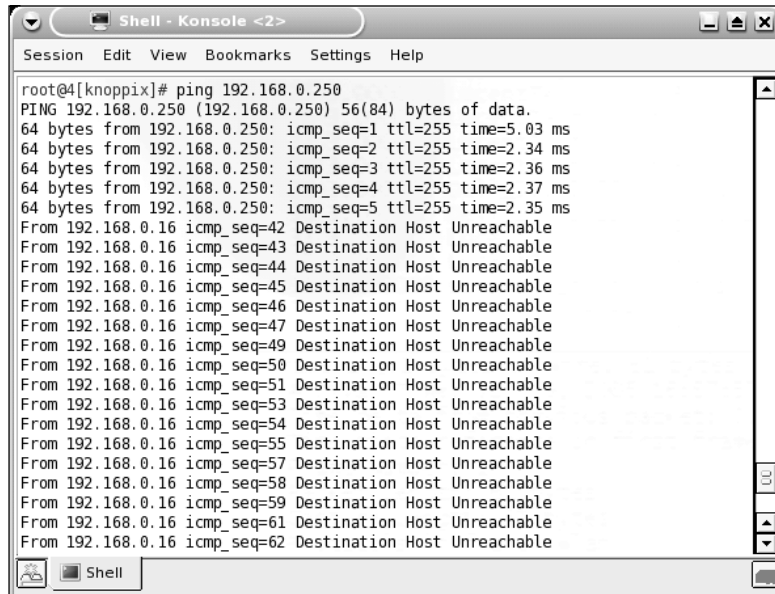 Shell - Konsole <2>
Session Edit View Bookmarks Settings Help
root@4[knoppix]# ping 192.168.0.250
PING 192.168.0.250 (192.168.0.250) 56(84) bytes of data.
64 bytes from 192.168.0.250: icmp_seq=1 ttl=255 time=5.03 ms
64 bytes from 192.168.0.250: icmp_seq=2 ttl=255 time=2.34 ms
64 bytes from 192.168.0.250: icmp_seq=3 ttl=255 time=2.36 ms
64 bytes from 192.168.0.250: icmp_seq=4 ttl=255 time=2.37 ms
64 bytes from 192.168.0.250: icmp_seq=5 ttl=255 time=2.35 ms
From 192.168.0.16 icmp_seq=42 Destination Host Unreachable
From 192.168.0.16 icmp_seq=43 Destination Host Unreachable
From 192.168.0.16 icmp_seq=44 Destination Host Unreachable
From 192.168.0.16 icmp_seq=45 Destination Host Unreachable
From 192.168.0.16 icmp_seq=46 Destination Host Unreachable
From 192.168.0.16 icmp_seq=47 Destination Host Unreachable
From 192.168.0.16 icmp_seq=49 Destination Host Unreachable
From 192.168.0.16 icmp_seq=50 Destination Host Unreachable
From 192.168.0.16 icmp_seq=51 Destination Host Unreachable
From 192.168.0.16 icmp_seq=53 Destination Host Unreachable
From 192.168.0.16 icmp_seq=54 Destination Host Unreachable
From 192.168.0.16 icmp_seq=55 Destination Host Unreachable
From 192.168.0.16 icmp_seq=57 Destination Host Unreachable
From 192.168.0.16 icmp_seq=58 Destination Host Unreachable
From 192.168.0.16 icmp_seq=59 Destination Host Unreachable
From 192.168.0.16 icmp_seq=61 Destination Host Unreachable
From 192.168.0.16 icmp_seq=62 Destination Host Unreachable
Shell